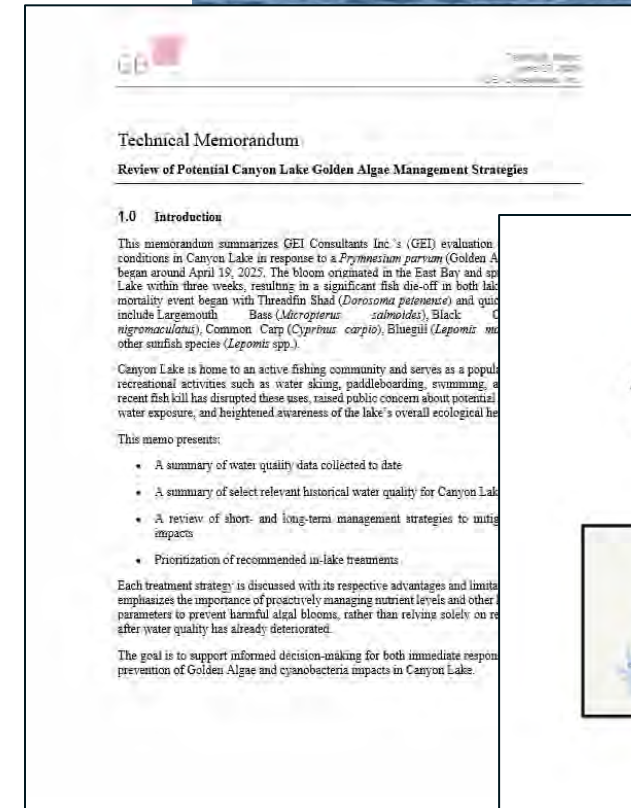 GEI
Technical Memorandum
Review of Potential Canyon Lake Golden Algae Management Strategies
1.0 Introduction
This memorandum summarizes GEI Consultants Inc.'s (GEI) evaluation
conditions in Canyon Lake in response to a Prymnesium parvum (Golden A
began around April 19, 2025. The bloom originated in the East Bay and sp
Lake within three weeks, resulting in a significant fish die-off in both lak
mortality event began with Threadfin Shad (Dorosoma petenense) and quic
include Largemouth Bass (Micropterus salmoides), Black C
nigromaculatus), Common Carp (Cyprinus carpio), Bluegill (Lepomis mc
other sunfish species (Lepomis spp.).
Canyon Lake is home to an active fishing community and serves as a popula
recreational activities such as water skiing, paddleboarding, swimming, a
recent fish kill has disrupted these uses, raised public concern about potential
water exposure, and heightened awareness of the lake's overall ecological he
This memo presents:
• A summary of water quality data collected to date
• A summary of select relevant historical water quality for Canyon Lak
• A review of short- and long-term management strategies to mitig
impacts
• Prioritization of recommended in-lake treatments
Each treatment strategy is discussed with its respective advantages and limita
emphasizes the importance of proactively managing nutrient levels and other l
parameters to prevent harmful algal blooms, rather than relying solely on re
after water quality has already deteriorated.
The goal is to support informed decision-making for both immediate respon
prevention of Golden Algae and cyanobacteria impacts in Canyon Lake.